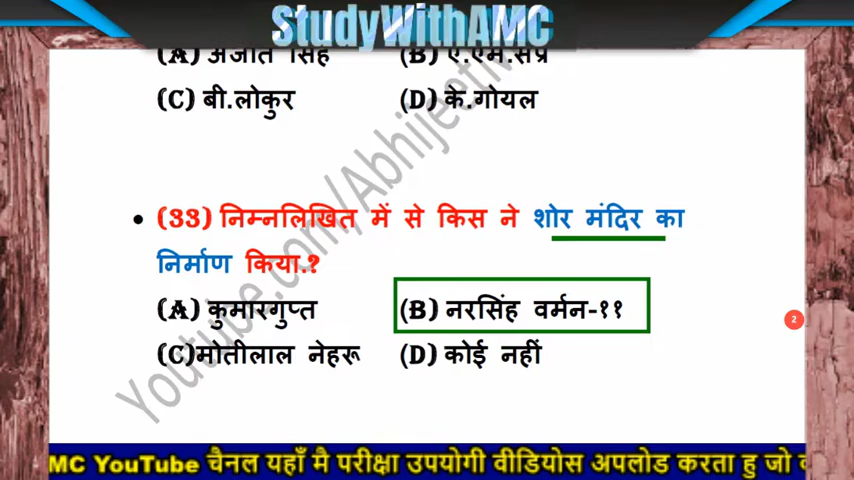 StudyWithAMC
(A) अजीत सिंह (B) ए.एम.सप्रे
(C) बी.लोकुर (D) के.गोयल
• (33) निम्नलिखित में से किस ने शोर मंदिर का
निर्माण किया.?
(A) कुमारगुप्त (B) नरसिंह वर्मन-११
(C)मोतीलाल नेहरू (D) कोई नहीं
2
Youtube.com/Abhijeet
MC YouTube चैनल यहाँ मै परीक्षा उपयोगी वीडियोस अपलोड करता हु जो